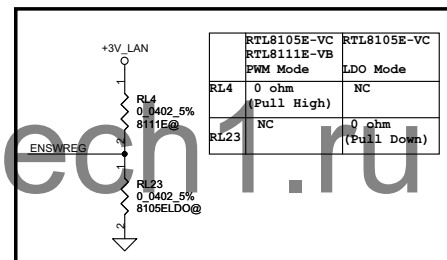 +3V_LAN
1
RL4
0_0402_5%
8111E@
2
ENSWREG
1
RL23
0_0402_5%
8105ELDO@
2
RTL8105E-VC RTL8105E-VC
RTL8111E-VB
PWM Mode LDO Mode
RL4 0 ohm NC
(Pull High)
RL23 NC 0 ohm
(Pull Down)
ech1.ru